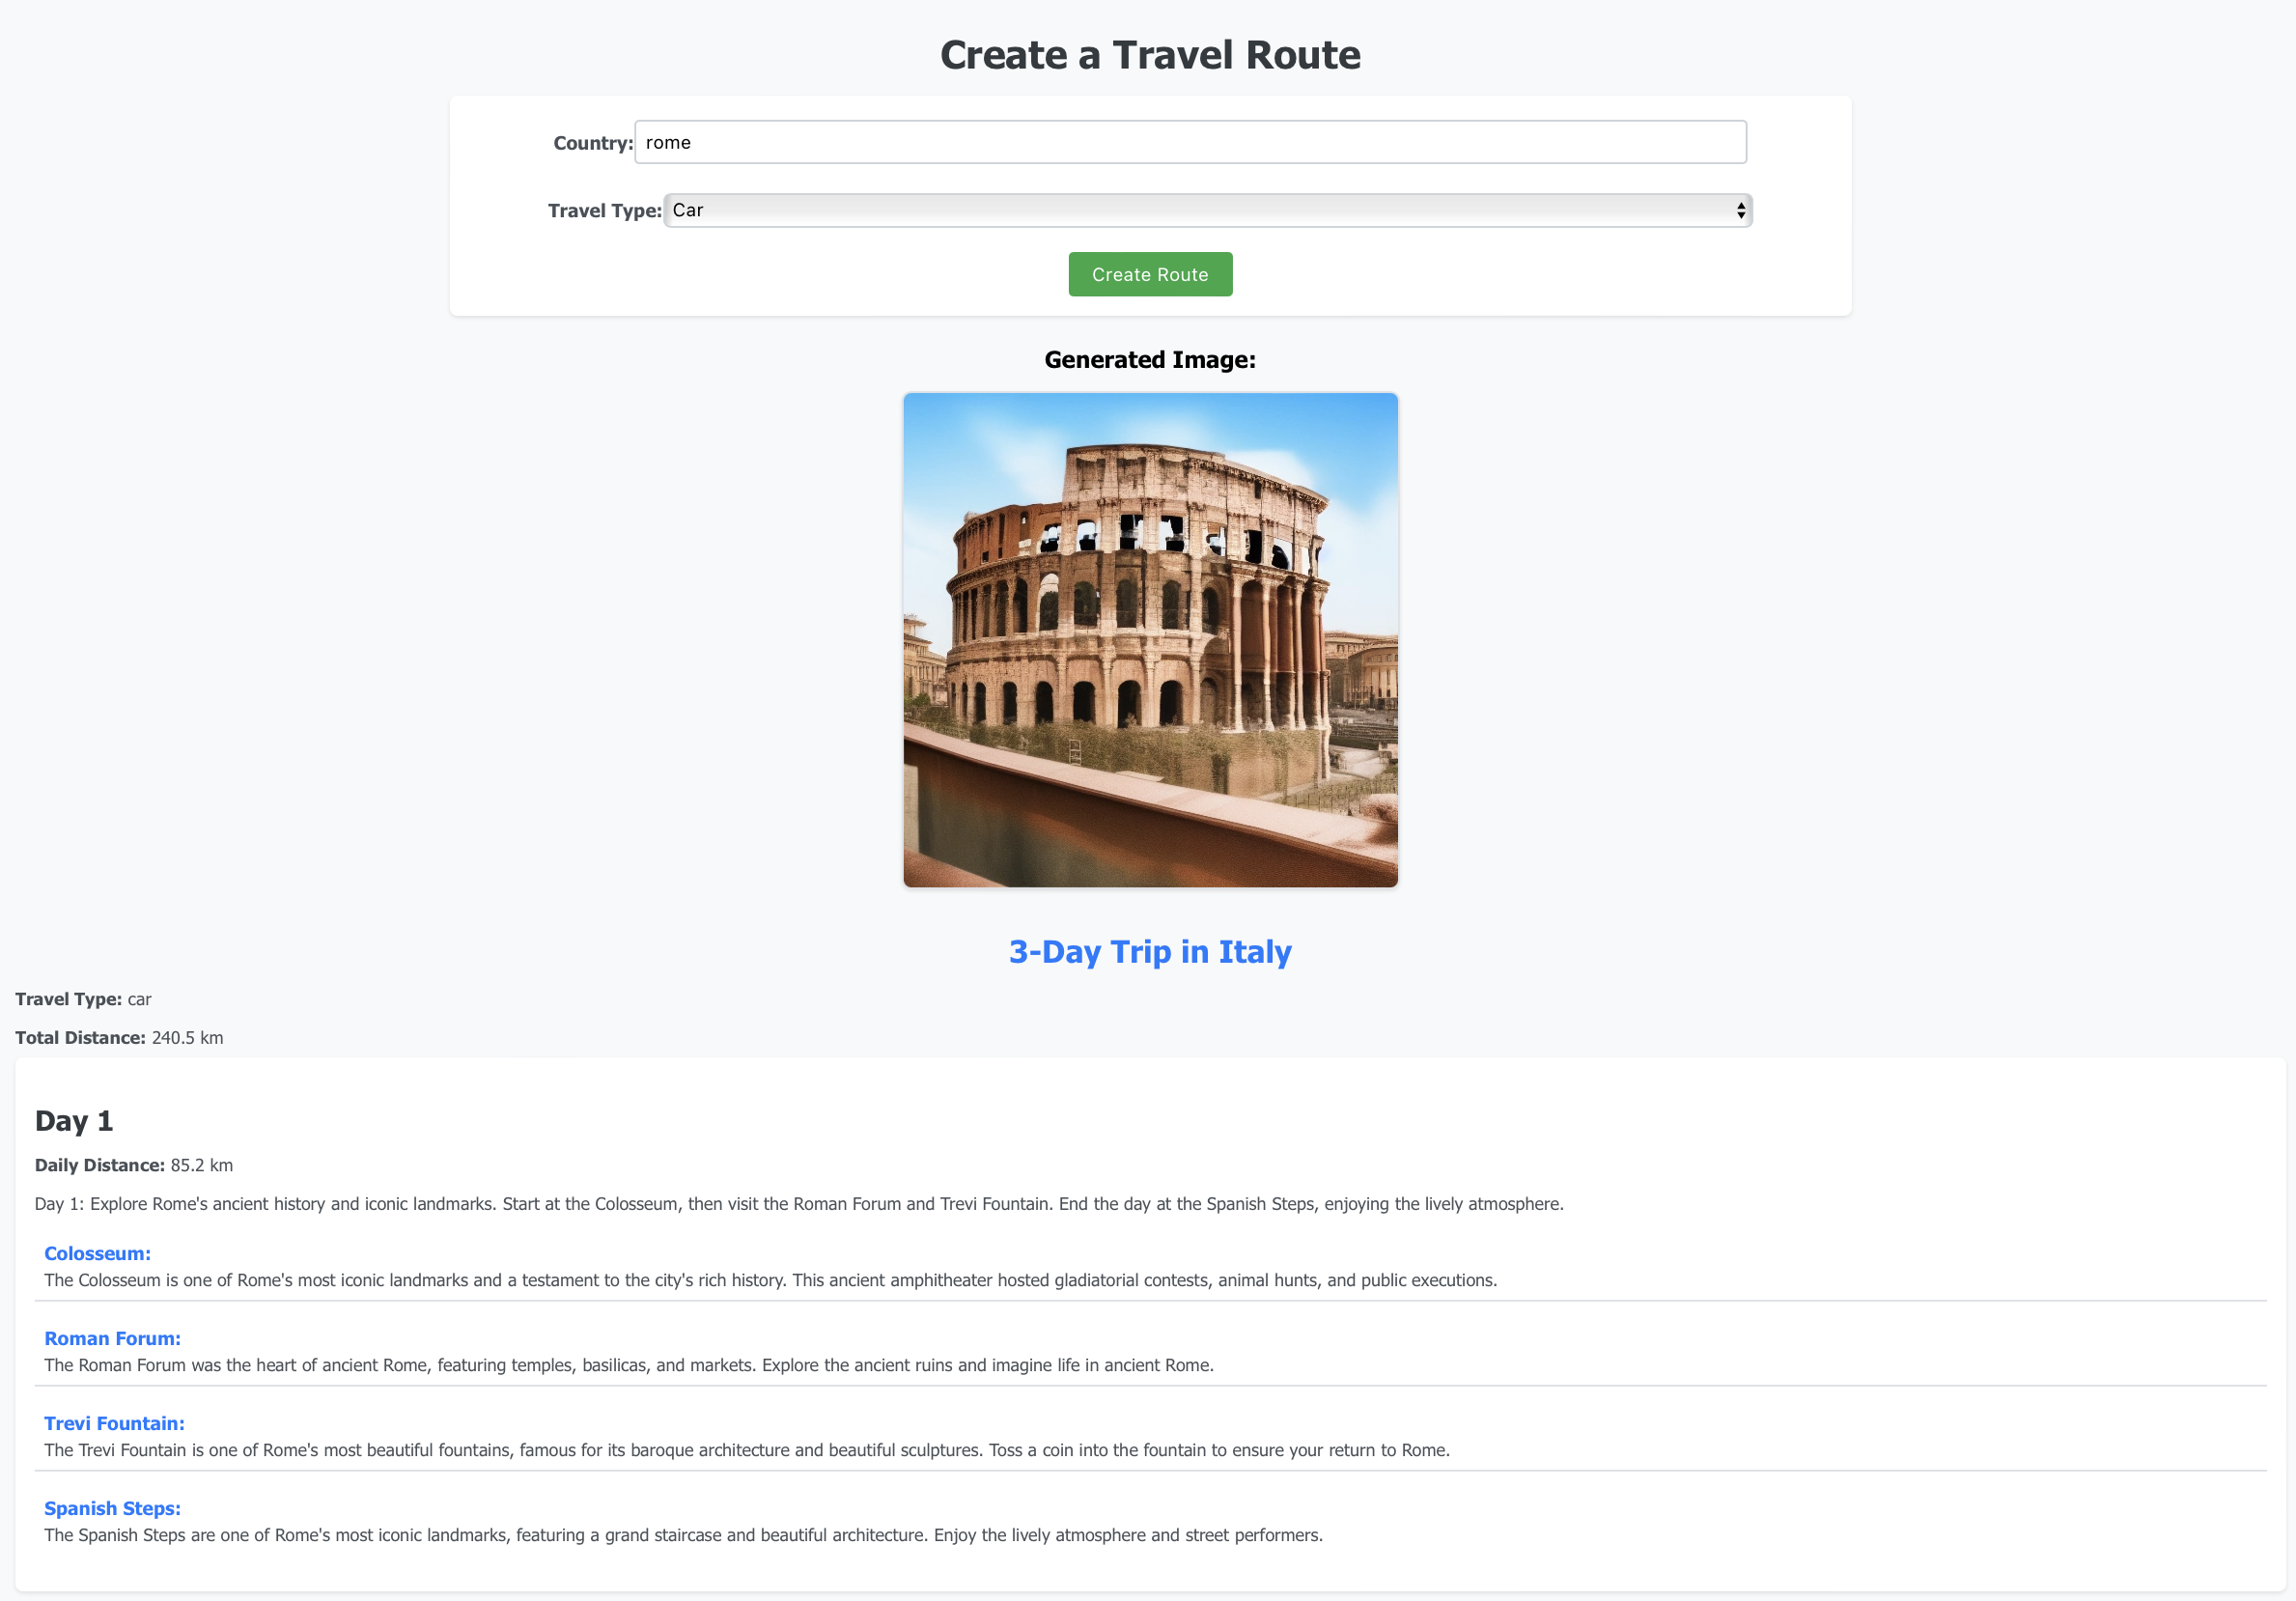 Create a Travel Route
Country: rome
Travel Type: Car
Create Route
Generated Image:
3-Day Trip in Italy
Travel Type: car
Total Distance: 240.5 km
Day 1
Daily Distance: 85.2 km
Day 1: Explore Rome's ancient history and iconic landmarks. Start at the Colosseum, then visit the Roman Forum and Trevi Fountain. End the day at the Spanish Steps, enjoying the lively atmosphere.
Colosseum:
The Colosseum is one of Rome's most iconic landmarks and a testament to the city's rich history. This ancient amphitheater hosted gladiatorial contests, animal hunts, and public executions.
Roman Forum:
The Roman Forum was the heart of ancient Rome, featuring temples, basilicas, and markets. Explore the ancient ruins and imagine life in ancient Rome.
Trevi Fountain:
The Trevi Fountain is one of Rome's most beautiful fountains, famous for its baroque architecture and beautiful sculptures. Toss a coin into the fountain to ensure your return to Rome.
Spanish Steps:
The Spanish Steps are one of Rome's most iconic landmarks, featuring a grand staircase and beautiful architecture. Enjoy the lively atmosphere and street performers.